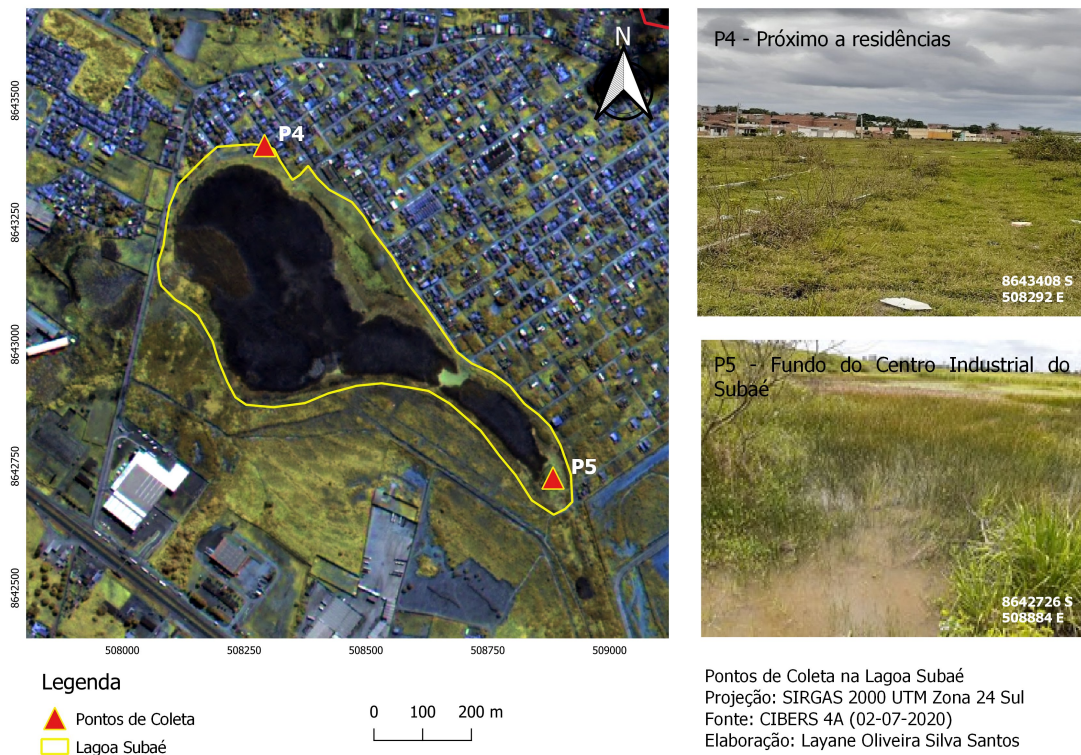 N
P4
P5
8643500
8643250
8643000
8642750
8642500
508000
508250
508500
508750
509000
P4 - Próximo a residências
8643408 S
508292 E
P5 - Fundo do Centro Industrial do
Subaé
8642726 S
508884 E
Legenda
Pontos de Coleta
Lagoa Subaé
0 100 200 m
Pontos de Coleta na Lagoa Subaé
Projeção: SIRGAS 2000 UTM Zona 24 Sul
Fonte: CIBERS 4A (02-07-2020)
Elaboração: Layane Oliveira Silva Santos